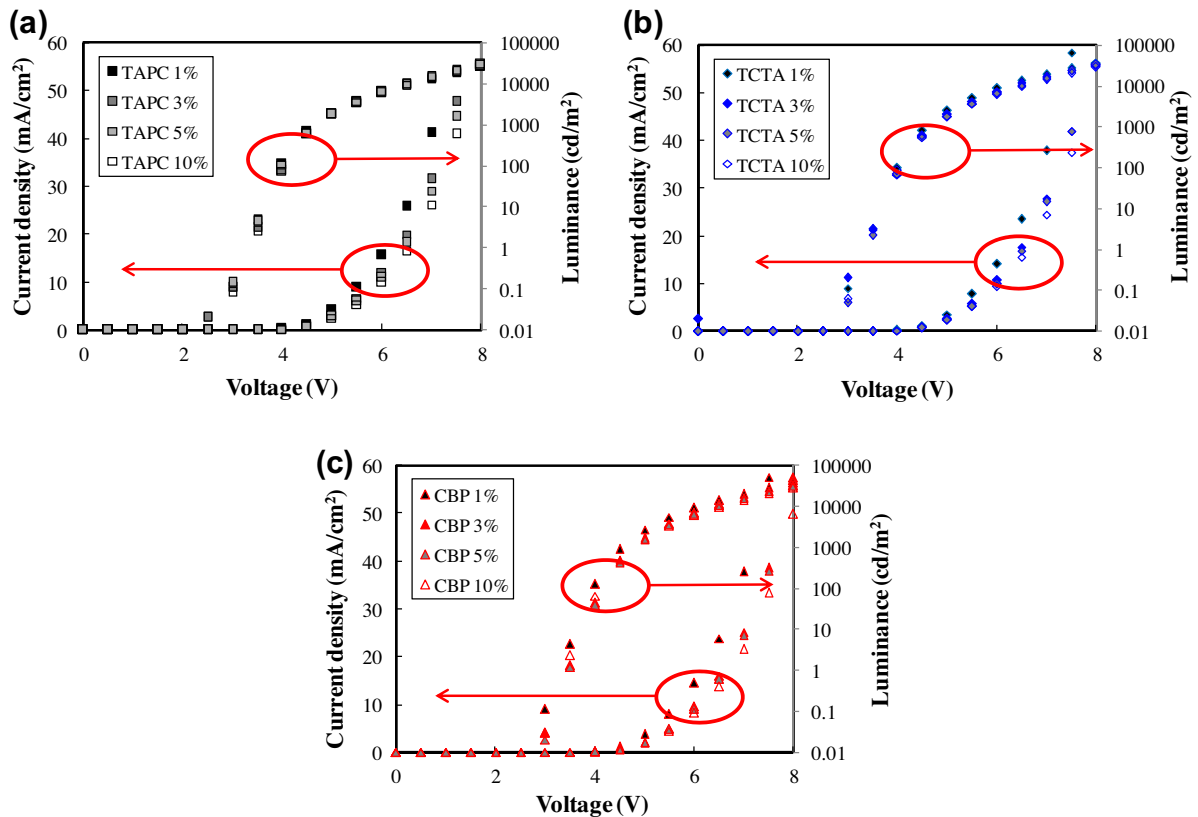 (a)
60
50
40
30
20
10
0
Current density (mA/cm²)
TAPC 1%
TAPC 3%
TAPC 5%
TAPC 10%
100000
10000
1000
100
10
1
0.1
0.01
Luminance (cd/m²)
0 2 4 6 8
Voltage (V)
(b)
60
50
40
30
20
10
0
Current density (mA/cm²)
TCTA 1%
TCTA 3%
TCTA 5%
TCTA 10%
100000
10000
1000
100
10
1
0.1
0.01
Luminance (cd/m²)
0 2 4 6 8
Voltage (V)
(c)
60
50
40
30
20
10
0
Current density (mA/cm²)
CBP 1%
CBP 3%
CBP 5%
CBP 10%
100000
10000
1000
100
10
1
0.1
0.01
Luminance (cd/m²)
0 2 4 6 8
Voltage (V)